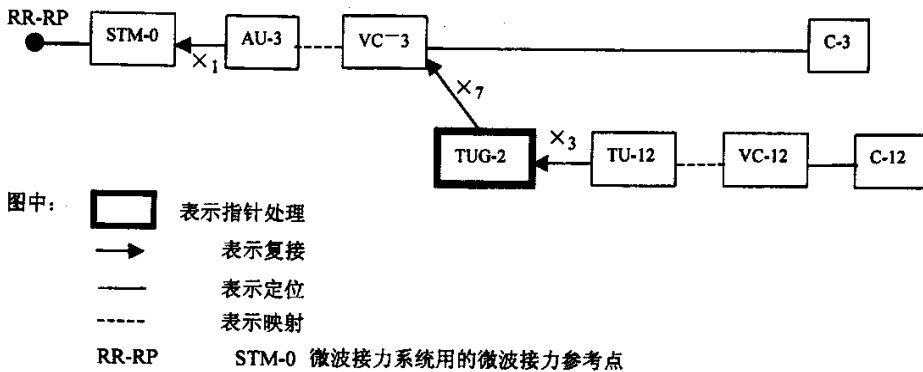 RR-RP
STM-0
×1
AU-3
VC—3
C-3
×7
TUG-2
×3
TU-12
VC-12
C-12
图中:
表示指针处理
表示复接
表示定位
表示映射
RR-RP STM-0 微波接力系统用的微波接力参考点